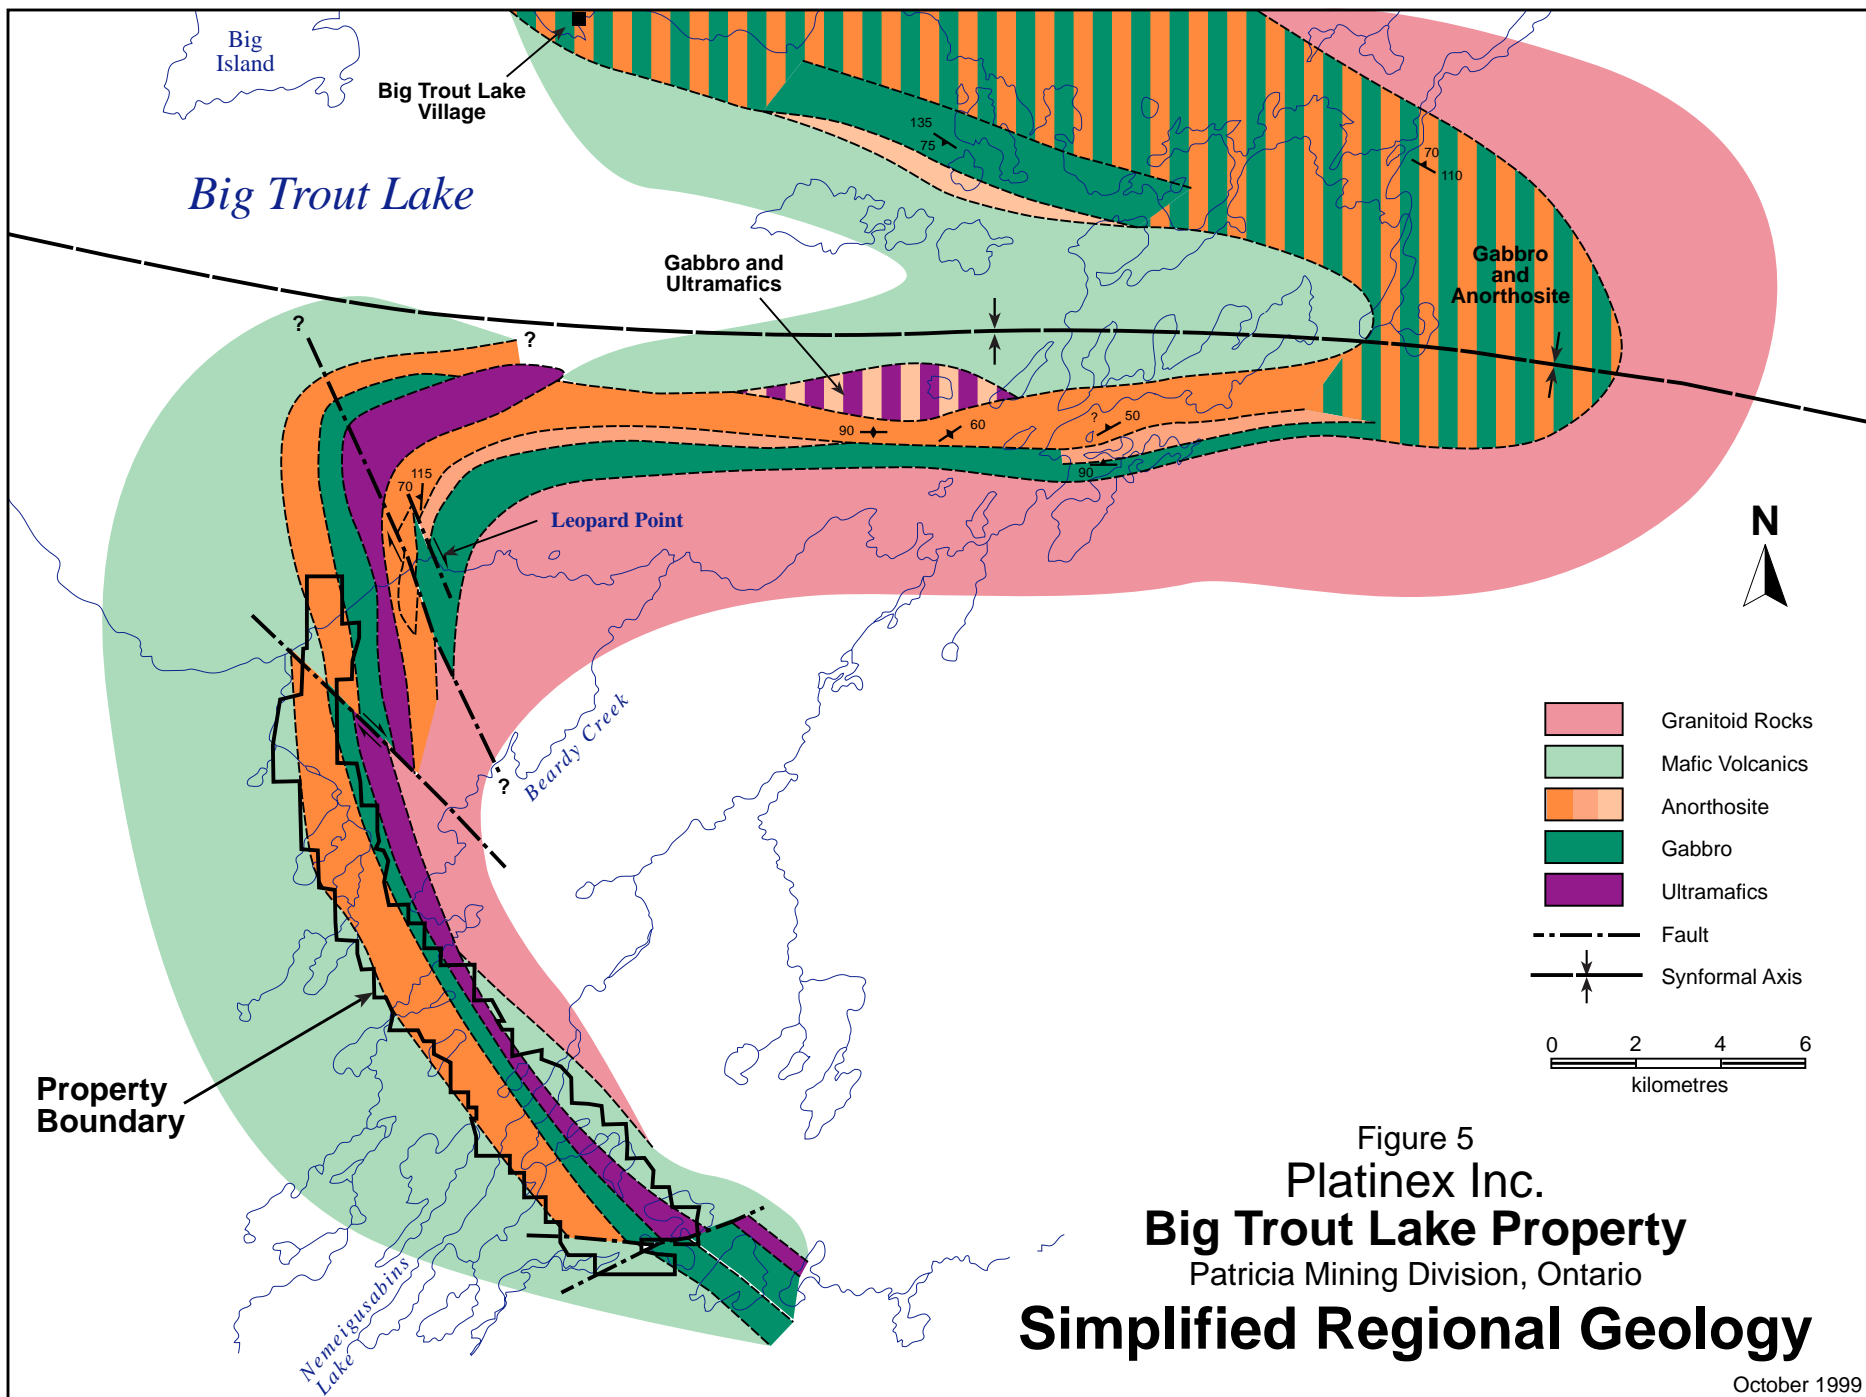 Big
Island
Big Trout Lake
Village
Big Trout Lake
135
75
70
110
Gabbro and
Ultramafics
Gabbro
and
Anorthosite
?
?
90
60
?
50
90
115
70
Leopard Point
N
Beardy Creek
?
Granitoid Rocks
Mafic Volcanics
Anorthosite
Gabbro
Ultramafics
Fault
Synformal Axis
0 2 4 6
kilometres
Property
Boundary
Nemeigusabins
Lake
Figure 5
Platinex Inc.
Big Trout Lake Property
Patricia Mining Division, Ontario
Simplified Regional Geology
October 1999